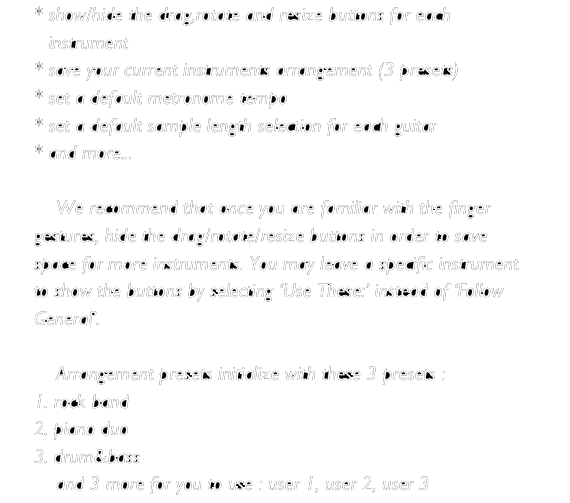 * show/hide the drag,rotate and resize buttons for each
instrument
* save your current instruments arrangement (3 presets)
* set a default metronome tempo
* set a default sample length selection for each guitar
* and more...
We recommend that once you are familiar with the finger
gestures, hide the drag/rotate/resize buttons in order to save
space for more instruments. You may leave a specific instrument
to show the buttons by selecting 'Use These:' instead of 'Follow
General'.
Arrangement presets initialize with these 3 presets :
1. rock band
2. piano duo
3. drum&bass
and 3 more for you to use : user 1, user 2, user 3